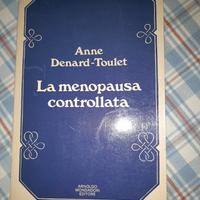 Anne
Denard-Toulet
La menopausa
controllata
ARNOLDO
MONDADORI
EDITORE